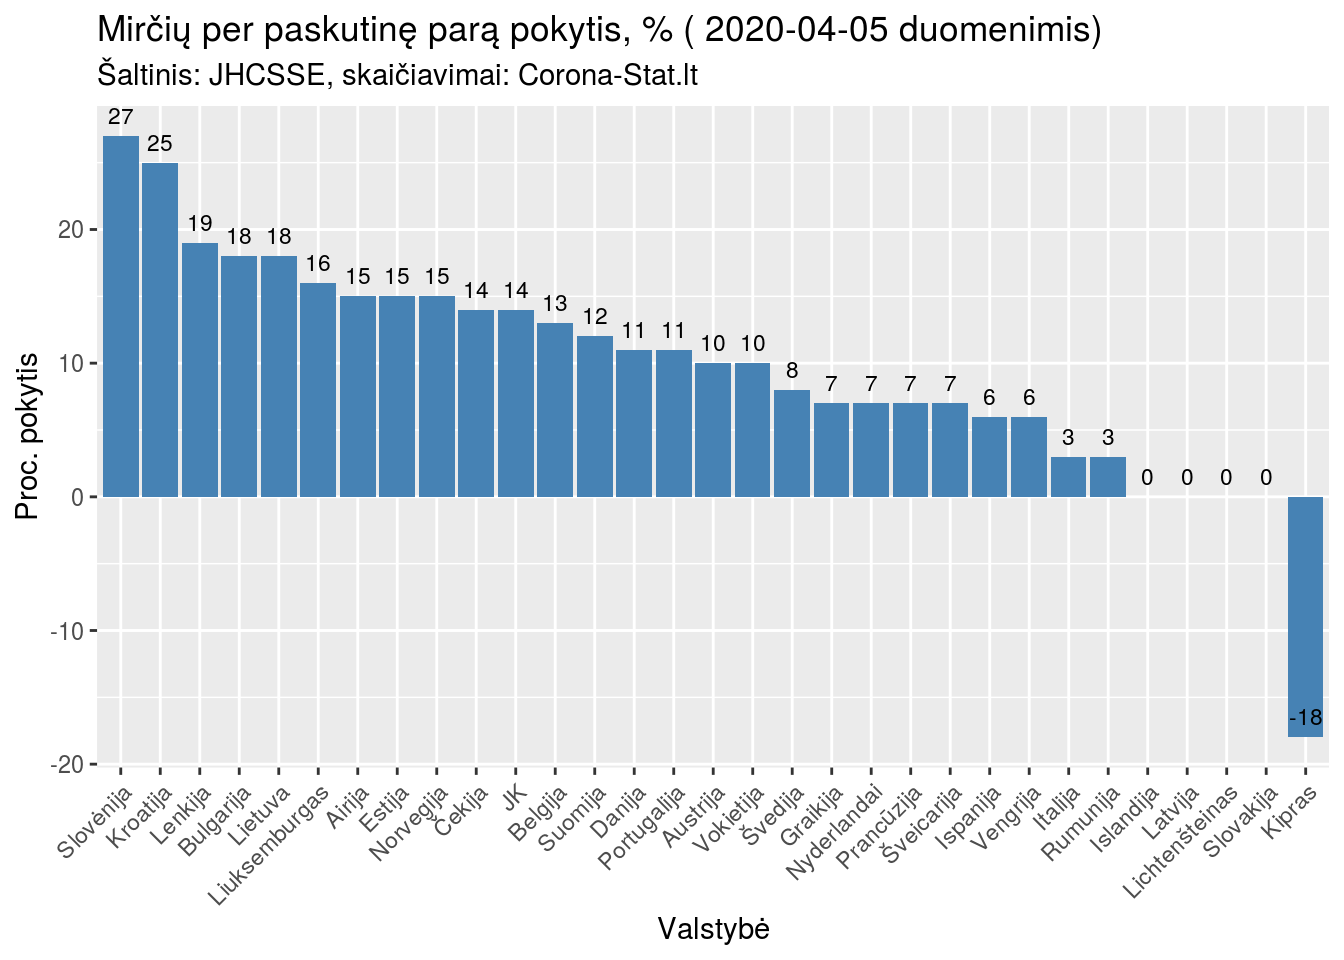 Mirčių per paskutinę parą pokytis, % ( 2020-04-05 duomenimis)
Šaltinis: JHCSSE, skaičiavimai: Corona-Stat.lt
27
25
19
18
18
16
15
15
15
14
14
13
12
11
11
10
10
8
7
7
7
7
6
6
3
3
0
0
0
0
-18
20
10
0
-10
-20
Proc. pokytis
Slovėnija
Kroatija
Lenkija
Bulgarija
Lietuva
Liuksemburgas
Airija
Estija
Norvegija
Čekija
JK
Belgija
Suomija
Danija
Portugalija
Austrija
Vokietija
Švedija
Graikija
Nyderlandai
Prancūzija
Šveicarija
Ispanija
Vengrija
Italija
Rumunija
Islandija
Latvija
Lichtenšteinas
Slovakija
Kipras
Valstybė